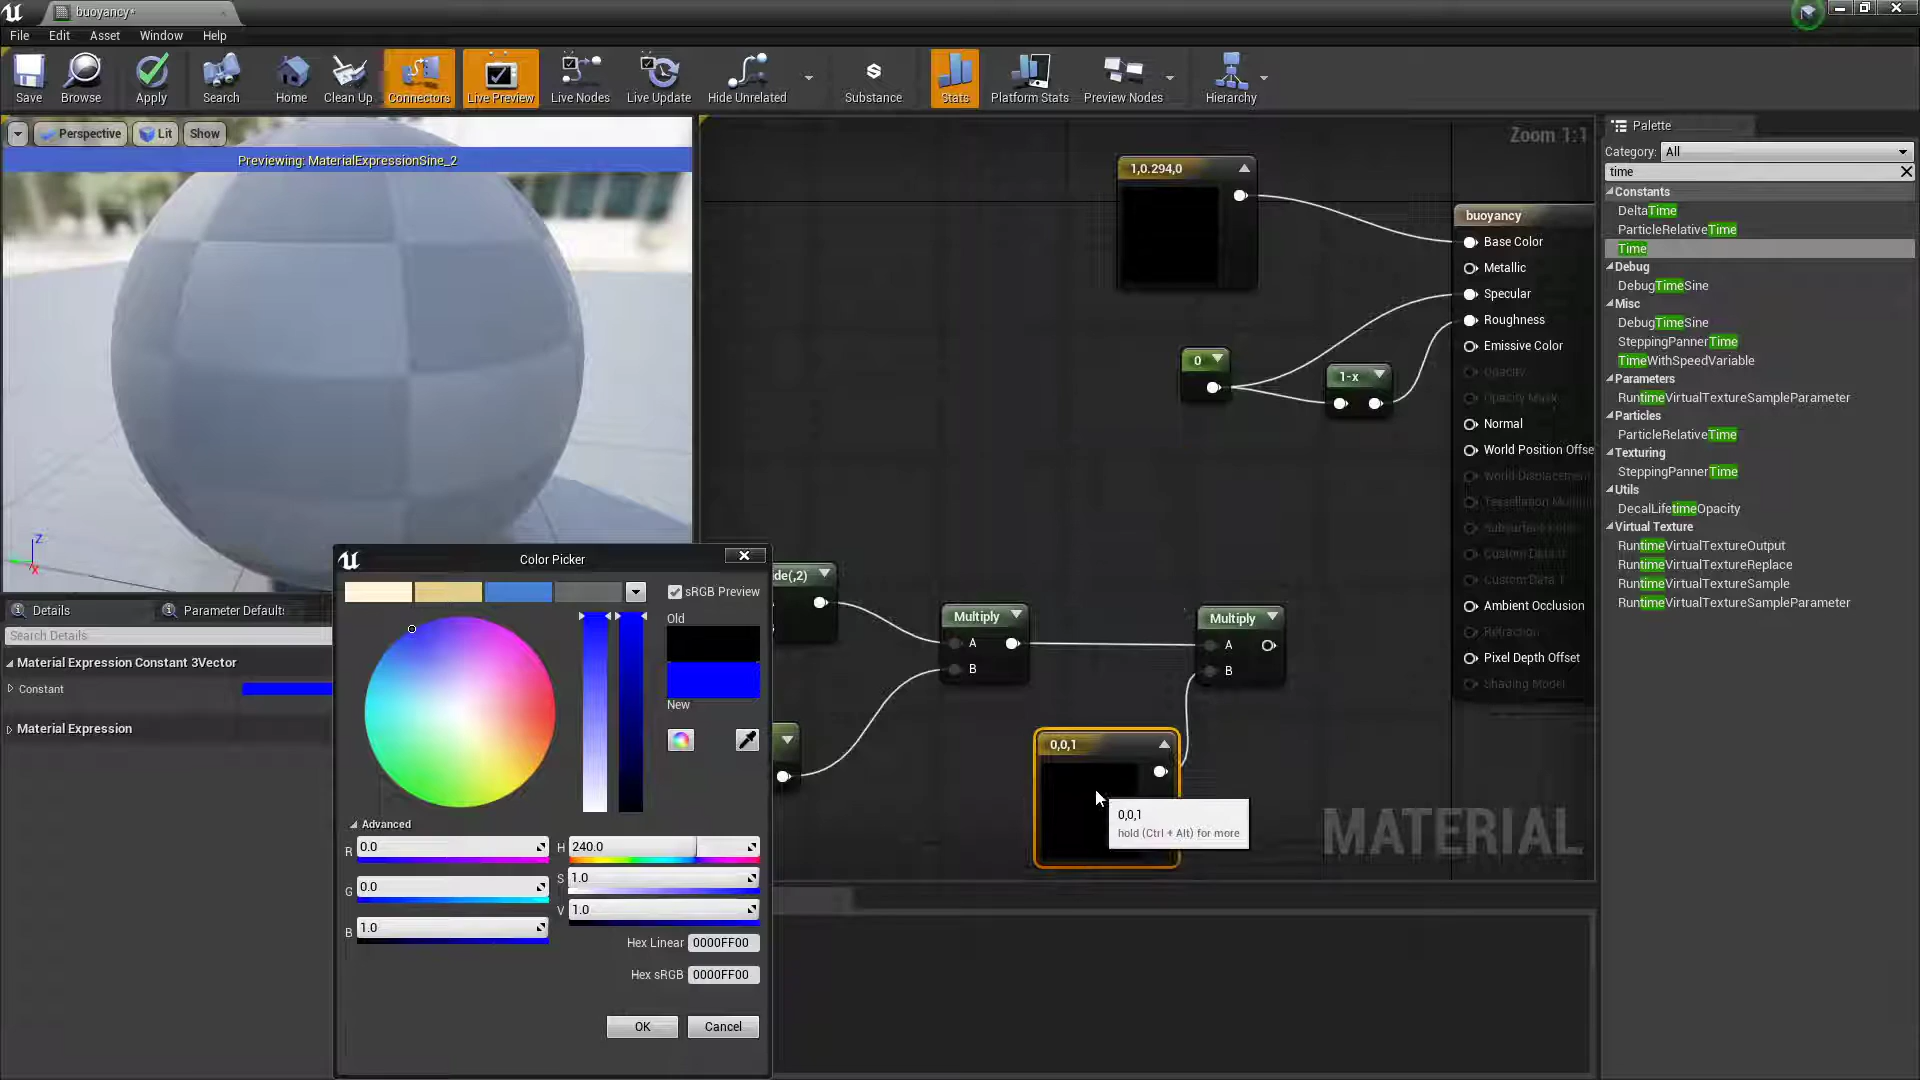 buoyancy*
File Edit Asset Window Help
Save Browse Apply Search Home Clean Up Connectors Live Preview Live Nodes Live Update Hide Unrelated Substance Stats Platform Stats Preview Nodes Hierarchy
Perspective Lit Show
Previewing: MaterialExpressionSine_2
Zoom 1:1
1,0.294,0
buoyancy
Base Color
Metallic
Specular
Roughness
Emissive Color
Opacity
Opacity Mask
Normal
World Position Offse
World Displacement
Tessellation Multi
Custom Data 1
Ambient Occlusion
Refraction
Pixel Depth Offset
Shading Model
0
1-x
ide(,2)
Multiply
A
B
Multiply
A
B
0,0,1
0,0,1
hold (Ctrl + Alt) for more
MATERIAL
Palette
Category: All
time
Constants
DeltaTime
ParticleRelativeTime
Time
Debug
DebugTimeSine
Misc
DebugTimeSine
SteppingPannerTime
TimeWithSpeedVariable
Parameters
RuntimeVirtualTextureSampleParameter
Particles
ParticleRelativeTime
Texturing
SteppingPannerTime
Utils
DecalLifetimeOpacity
Virtual Texture
RuntimeVirtualTextureOutput
RuntimeVirtualTextureReplace
RuntimeVirtualTextureSample
RuntimeVirtualTextureSampleParameter
Z
X
Details Parameter Defaults
Search Details
Material Expression Constant 3Vector
Constant
Material Expression
Color Picker
sRGB Preview
Old
New
Advanced
R 0.0 H 240.0
S 1.0
G 0.0
V 1.0
B 1.0
Hex Linear 0000FF00
Hex sRGB 0000FF00
OK Cancel